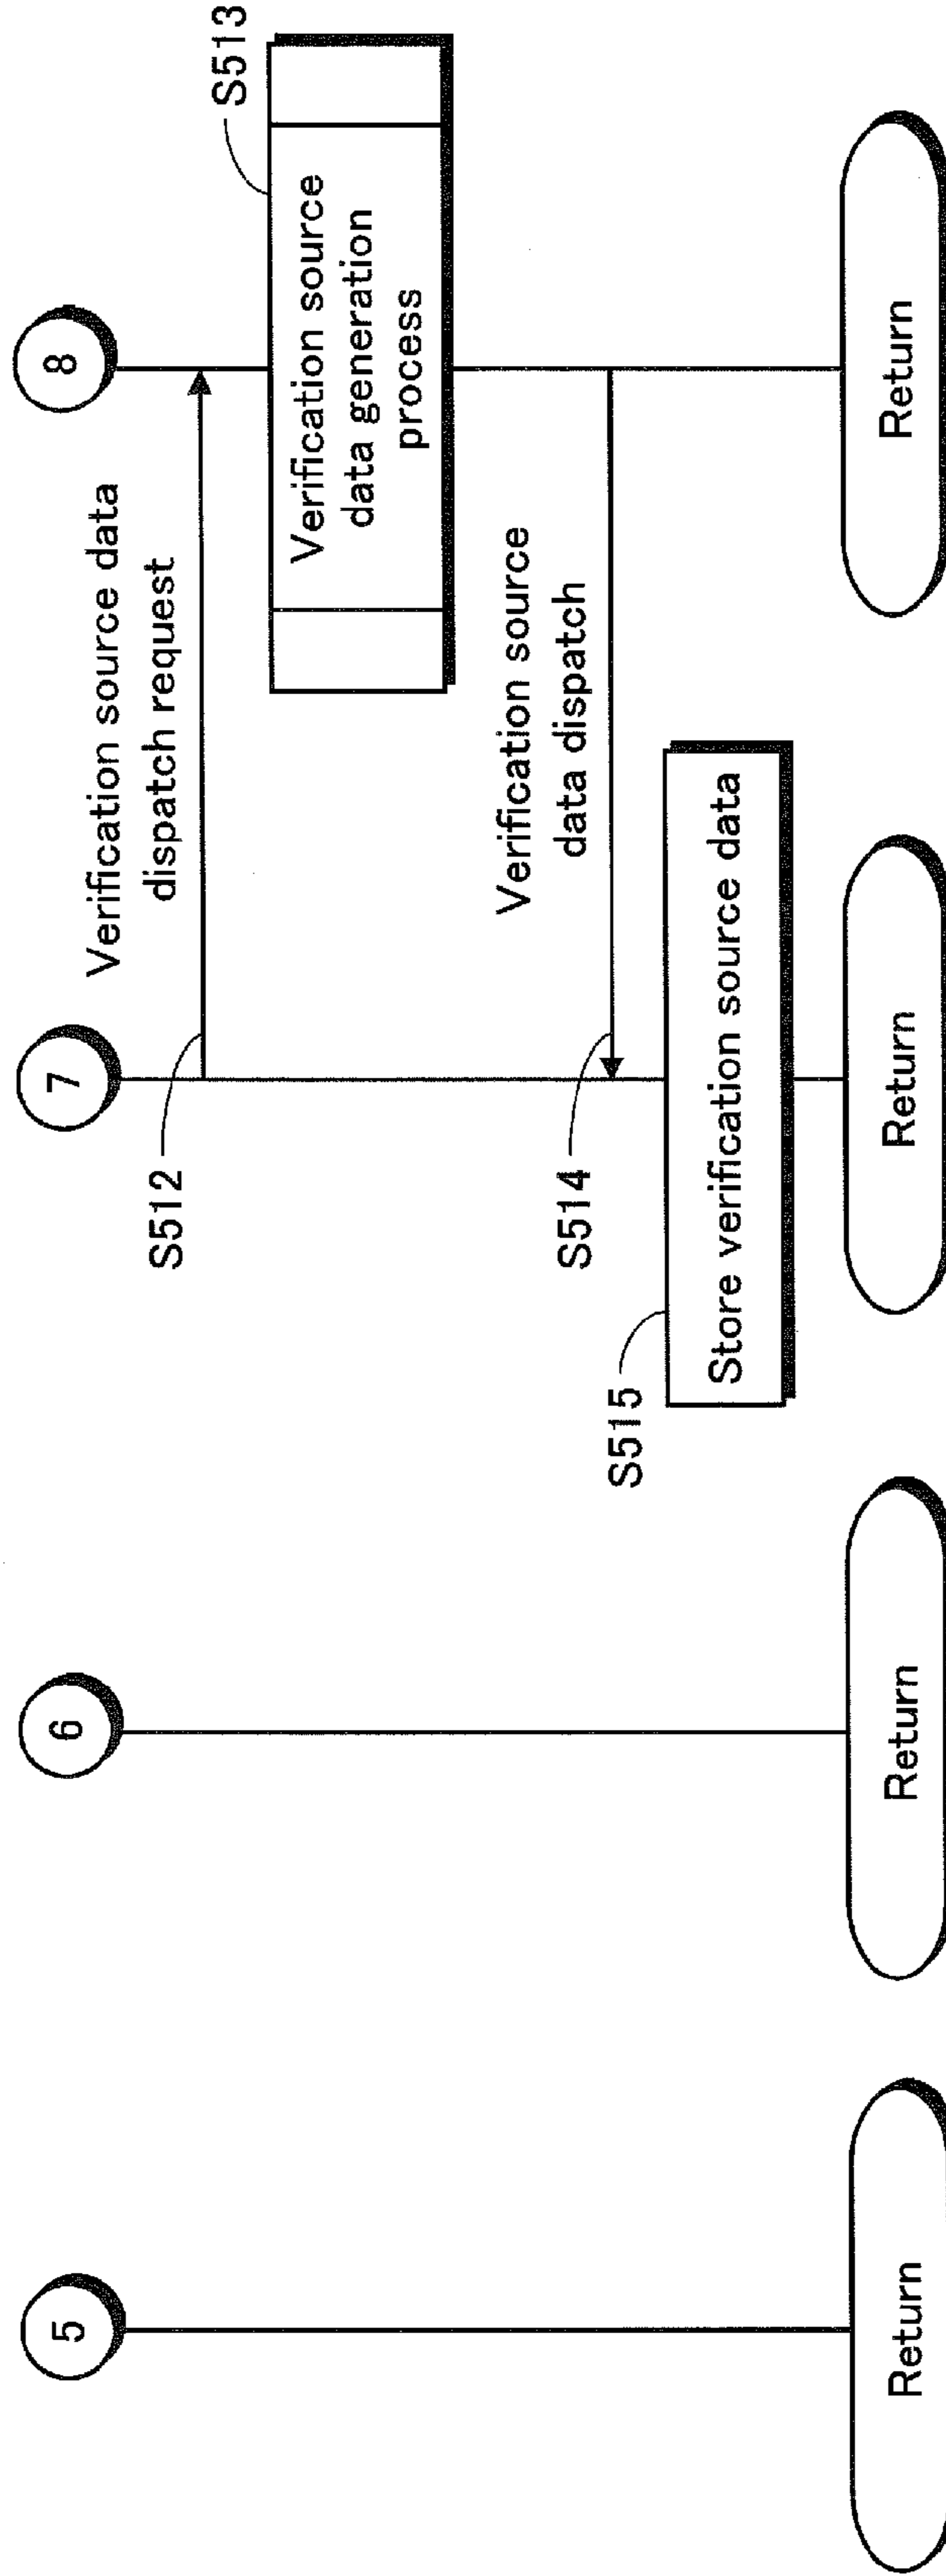 5
6
7
8
S512
Verification source data
dispatch request
S513
Verification source
data generation
process
S514
Verification source
data dispatch
S515
Store verification source data
Return
Return
Return
Return